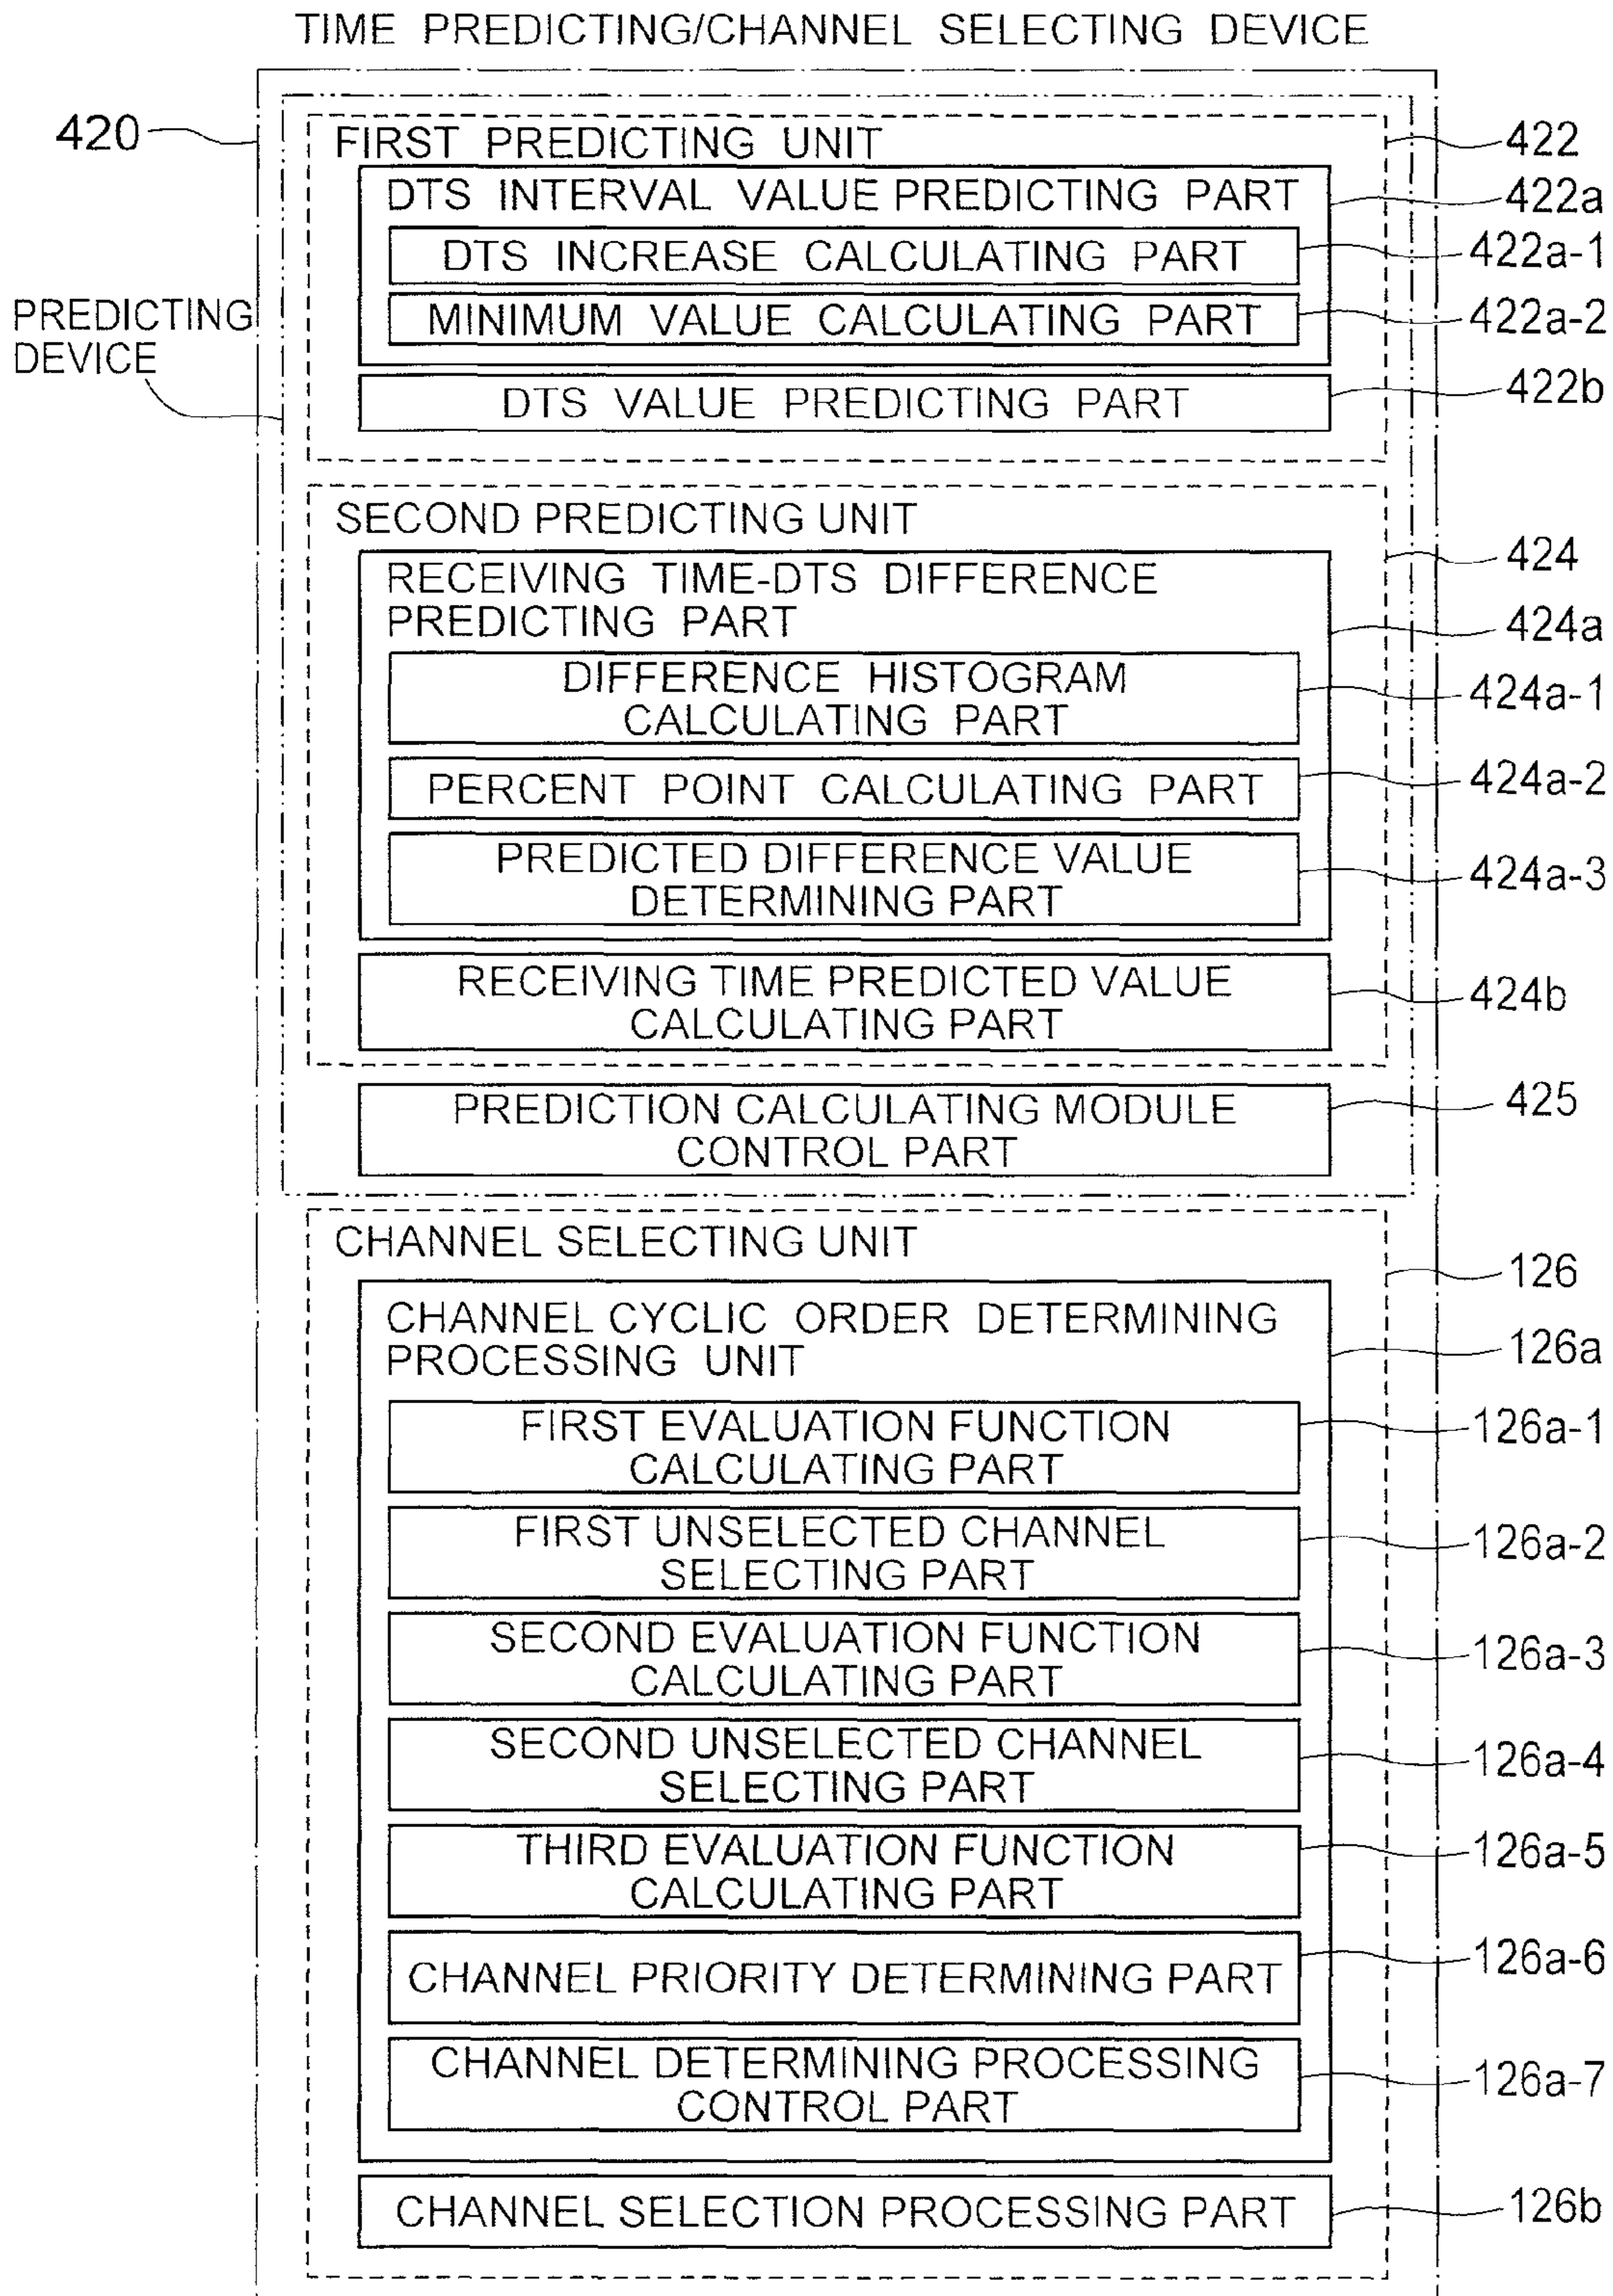 TIME PREDICTING/CHANNEL SELECTING DEVICE
420
FIRST PREDICTING UNIT
422
DTS INTERVAL VALUE PREDICTING PART
422a
DTS INCREASE CALCULATING PART
422a-1
MINIMUM VALUE CALCULATING PART
422a-2
PREDICTING
DEVICE
DTS VALUE PREDICTING PART
422b
SECOND PREDICTING UNIT
424
RECEIVING TIME-DTS DIFFERENCE
PREDICTING PART
424a
DIFFERENCE HISTOGRAM
CALCULATING PART
424a-1
PERCENT POINT CALCULATING PART
424a-2
PREDICTED DIFFERENCE VALUE
DETERMINING PART
424a-3
RECEIVING TIME PREDICTED VALUE
CALCULATING PART
424b
PREDICTION CALCULATING MODULE
CONTROL PART
425
CHANNEL SELECTING UNIT
126
CHANNEL CYCLIC ORDER DETERMINING
PROCESSING UNIT
126a
FIRST EVALUATION FUNCTION
CALCULATING PART
126a-1
FIRST UNSELECTED CHANNEL
SELECTING PART
126a-2
SECOND EVALUATION FUNCTION
CALCULATING PART
126a-3
SECOND UNSELECTED CHANNEL
SELECTING PART
126a-4
THIRD EVALUATION FUNCTION
CALCULATING PART
126a-5
CHANNEL PRIORITY DETERMINING PART
126a-6
CHANNEL DETERMINING PROCESSING
CONTROL PART
126a-7
CHANNEL SELECTION PROCESSING PART
126b